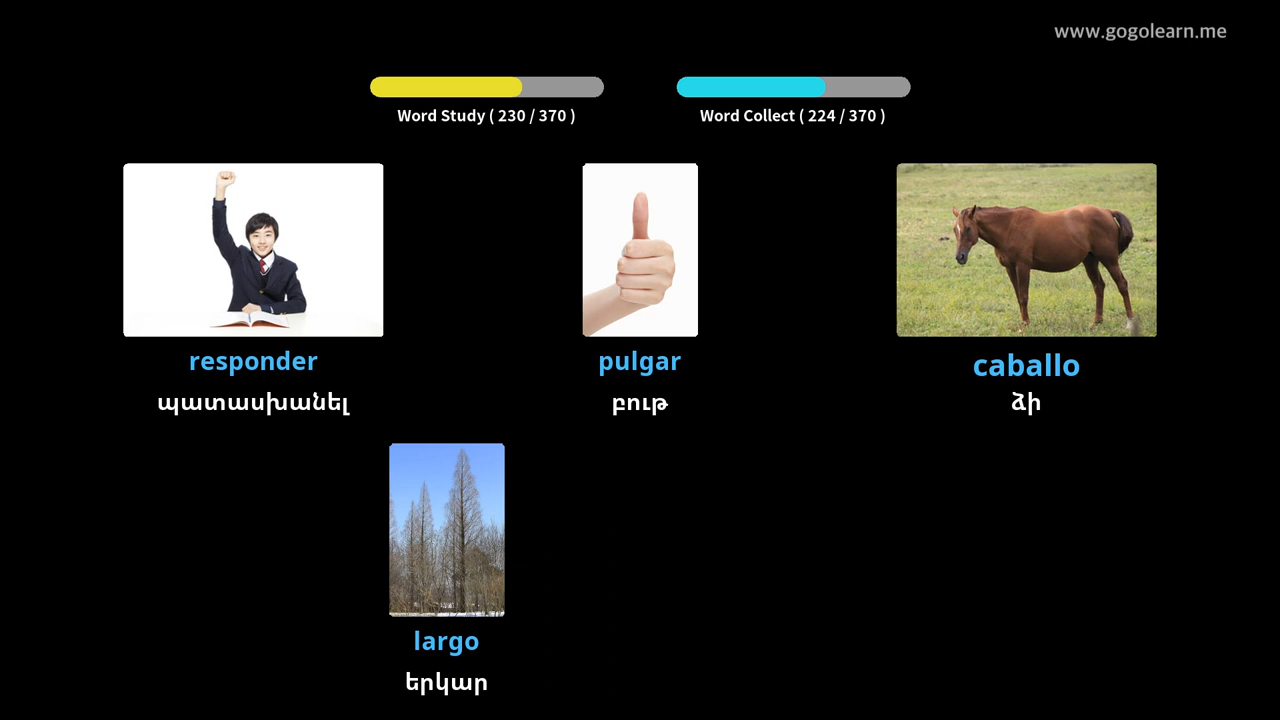 www.gogolearn.me
Word Study ( 230 / 370 )
Word Collect ( 224 / 370 )
responder
պատասխանել
pulgar
բութ
caballo
ձի
largo
երկար